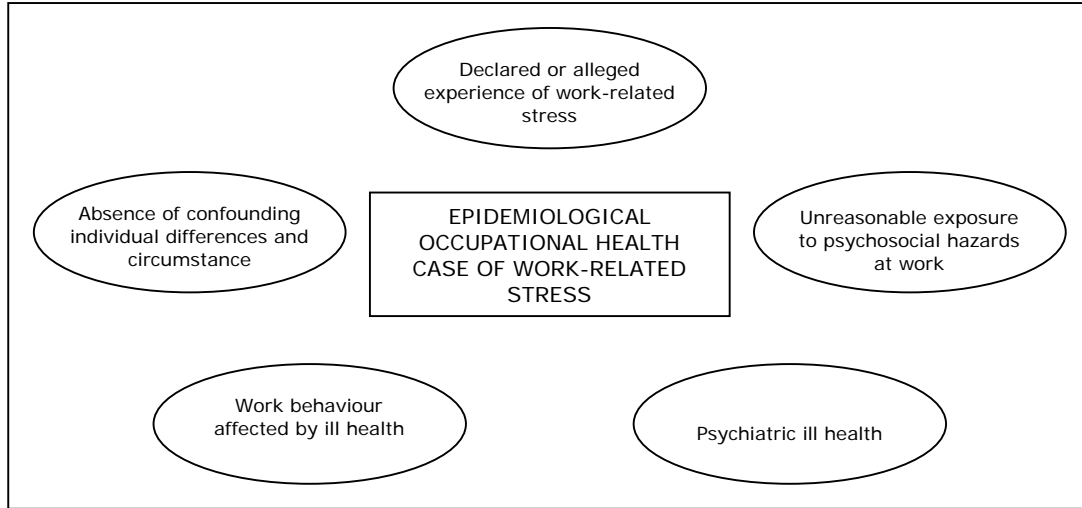 Declared or alleged
experience of work-related
stress
Absence of confounding
individual differences and
circumstance
EPIDEMIOLOGICAL
OCCUPATIONAL HEALTH
CASE OF WORK-RELATED
STRESS
Unreasonable exposure
to psychosocial hazards
at work
Work behaviour
affected by ill health
Psychiatric ill health